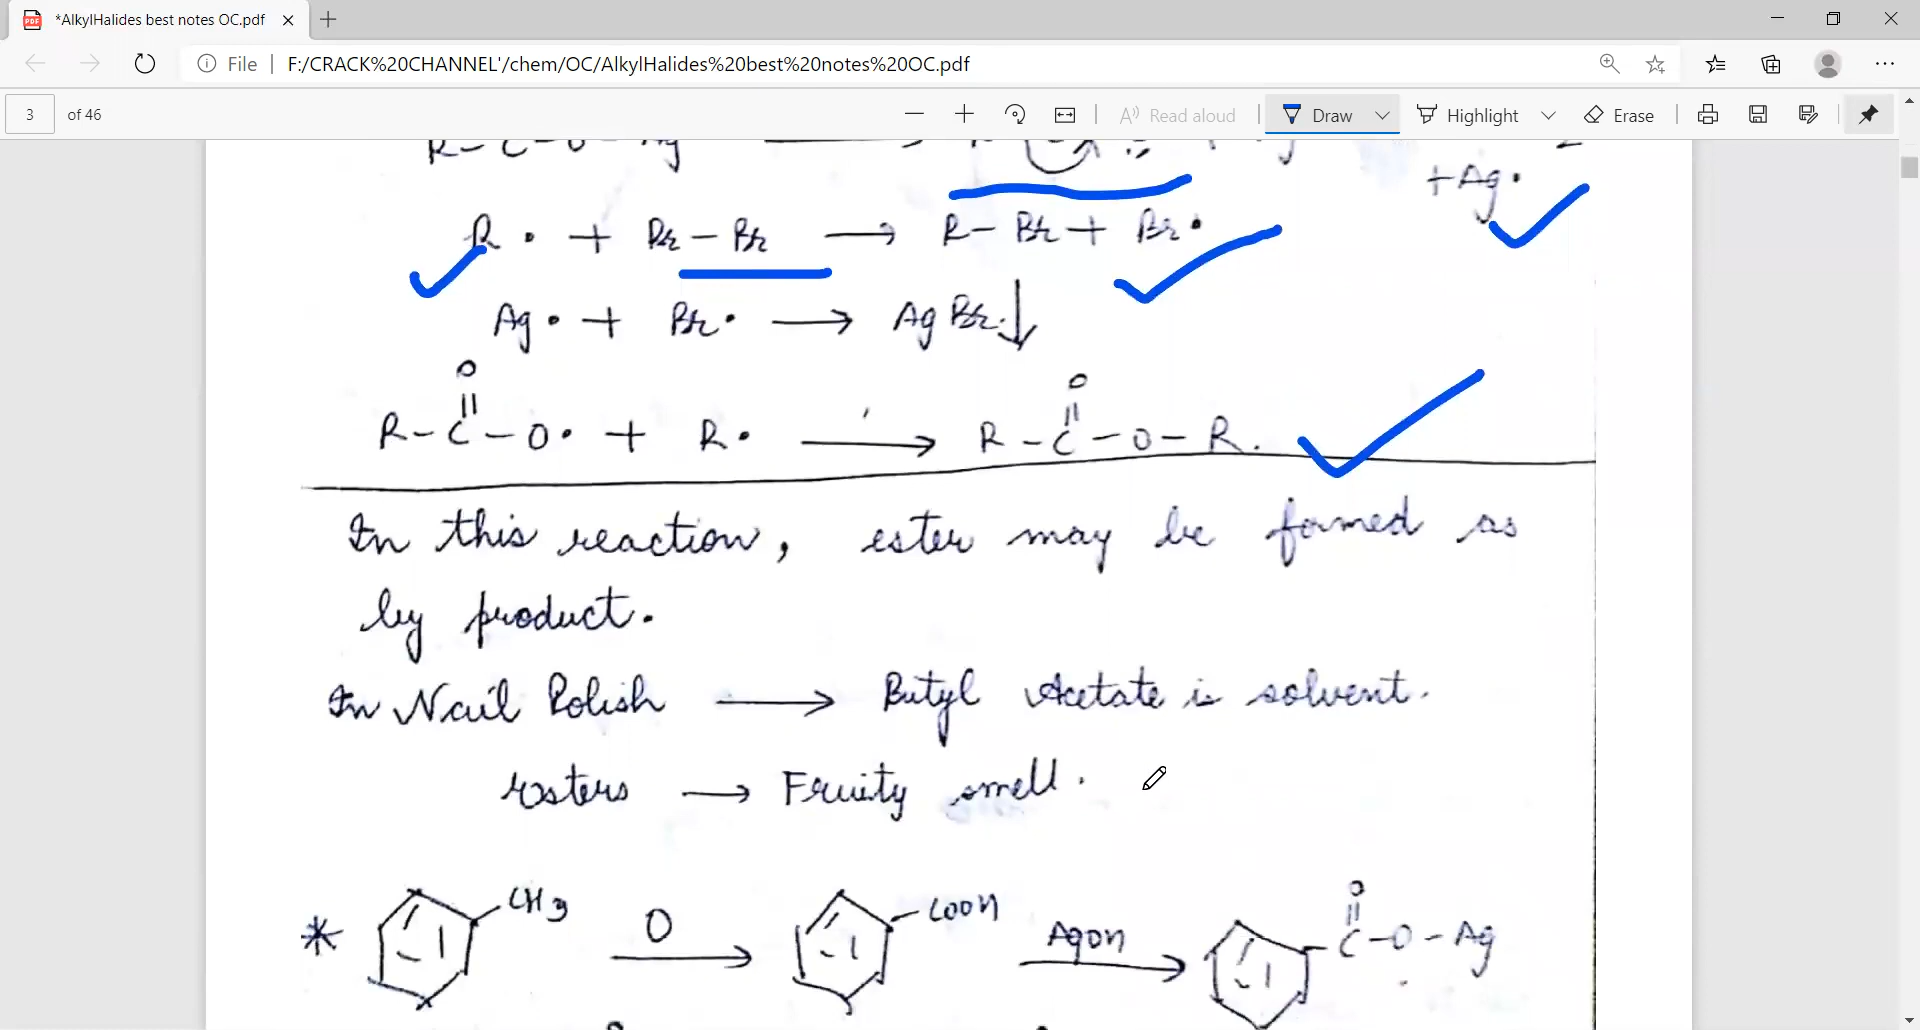 *AlkylHalides best notes OC.pdf
File
F:/CRACK%20CHANNEL'/chem/OC/AlkylHalides%20best%20notes%20OC.pdf
3 of 46
Read aloud
Draw
Highlight
Erase
R - C - O - Ag
+ Ag•
R • + Br - Br → R - Br + Br •
Ag • + Br • → AgBr ↓
O O
|| ||
R - C - O • + R • → R - C - O - R.
In this reaction, ester may be formed as
by product.
In Nail Polish → Butyl Acetate is solvent.
→ Fruity smell.
* CH3 O → COOH AgOH → C - O - Ag
O
||